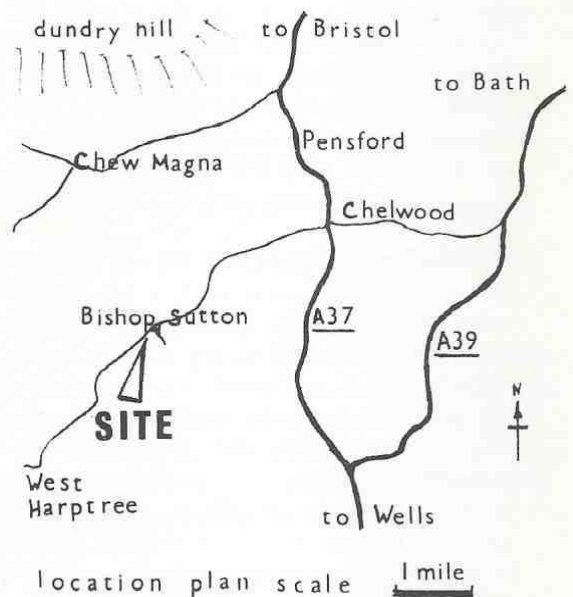 dundry hill
to Bristol
to Bath
Pensford
Chew Magna
Chelwood
Bishop Sutton
A37
A39
SITE
N
West
Harptree
to Wells
location plan scale 1 mile